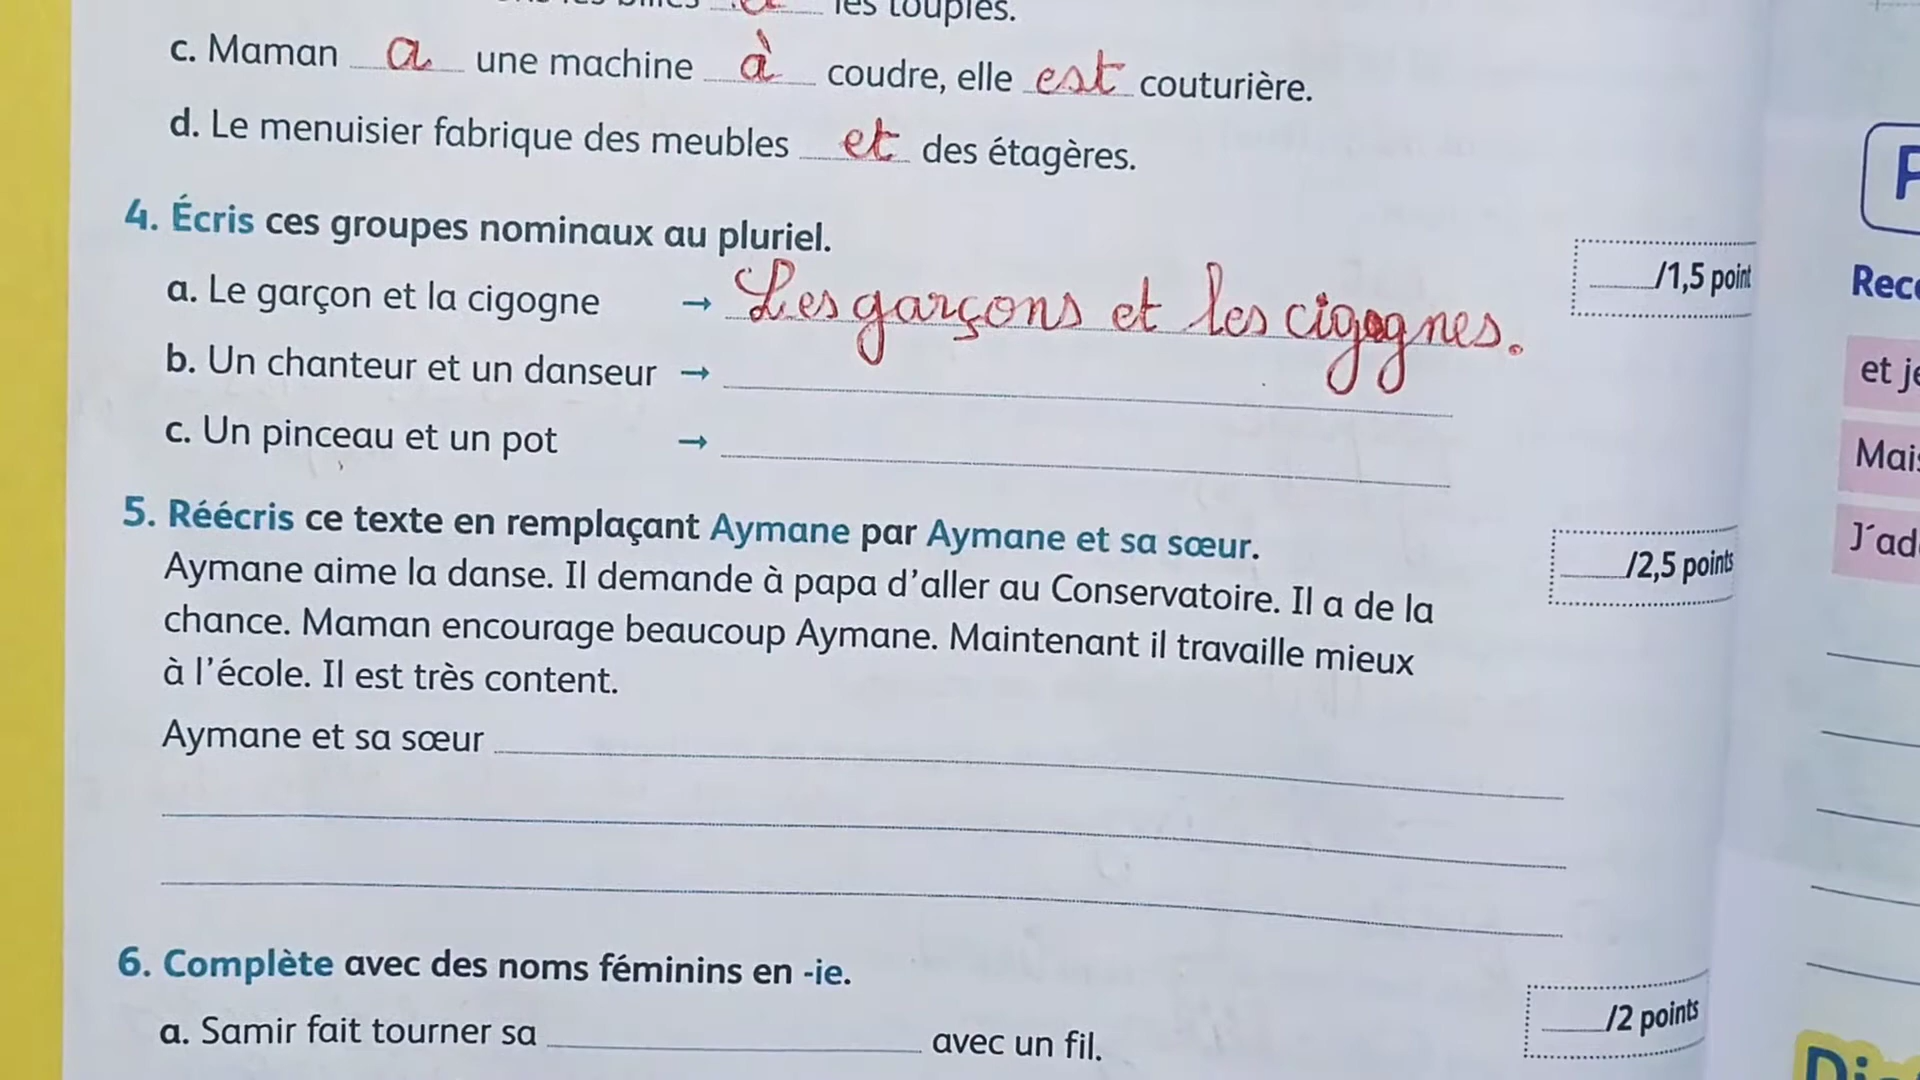 les toupies.
c. Maman a une machine à coudre, elle est couturière.
d. Le menuisier fabrique des meubles et des étagères.
4. Écris ces groupes nominaux au pluriel.
/1,5 point
a. Le garçon et la cigogne → Les garçons et les cigognes.
b. Un chanteur et un danseur →
c. Un pinceau et un pot →
5. Réécris ce texte en remplaçant Aymane par Aymane et sa sœur.
/2,5 points
Aymane aime la danse. Il demande à papa d'aller au Conservatoire. Il a de la
chance. Maman encourage beaucoup Aymane. Maintenant il travaille mieux
à l'école. Il est très content.
Aymane et sa sœur
6. Complète avec des noms féminins en -ie.
/2 points
a. Samir fait tourner sa avec un fil.
et